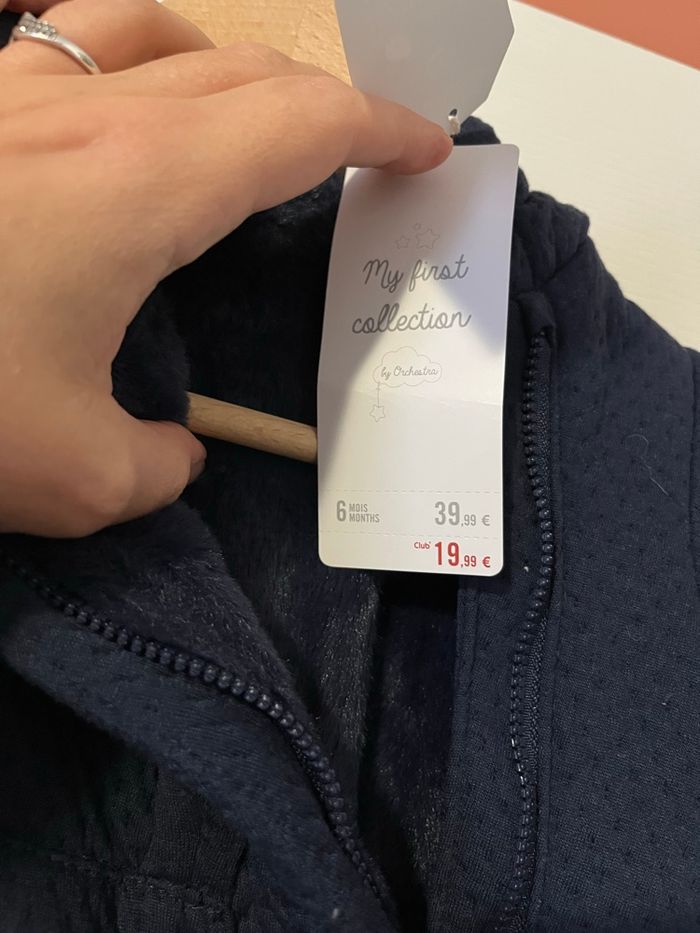 My first
collection
by Orchestra
6 MOIS
MONTHS
39,99 €
Club* 19,99 €